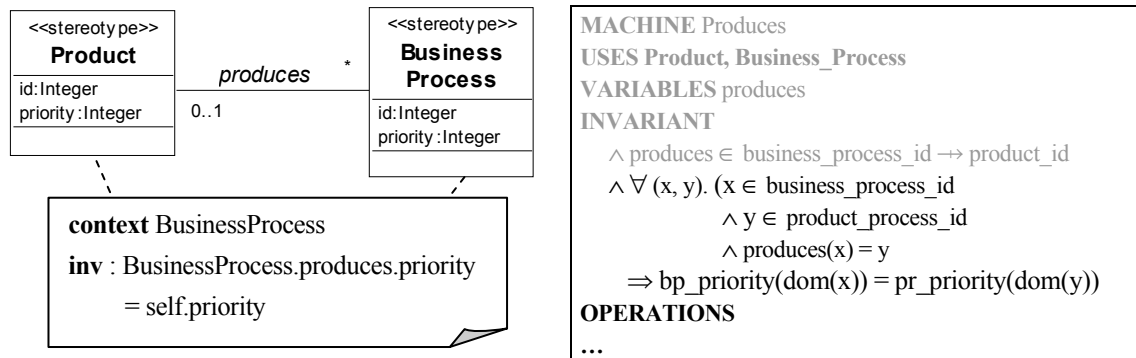 <<stereotype>>
Product
id:Integer
priority:Integer
produces
0..1
*
<<stereotype>>
Business
Process
id:Integer
priority:Integer
context BusinessProcess
inv : BusinessProcess.produces.priority
= self.priority
MACHINE Produces
USES Product, Business_Process
VARIABLES produces
INVARIANT
∧ produces ∈ business_process_id ⇸ product_id
∧ ∀ (x, y). (x ∈ business_process_id
∧ y ∈ product_process_id
∧ produces(x) = y
⇒ bp_priority(dom(x)) = pr_priority(dom(y))
OPERATIONS
…